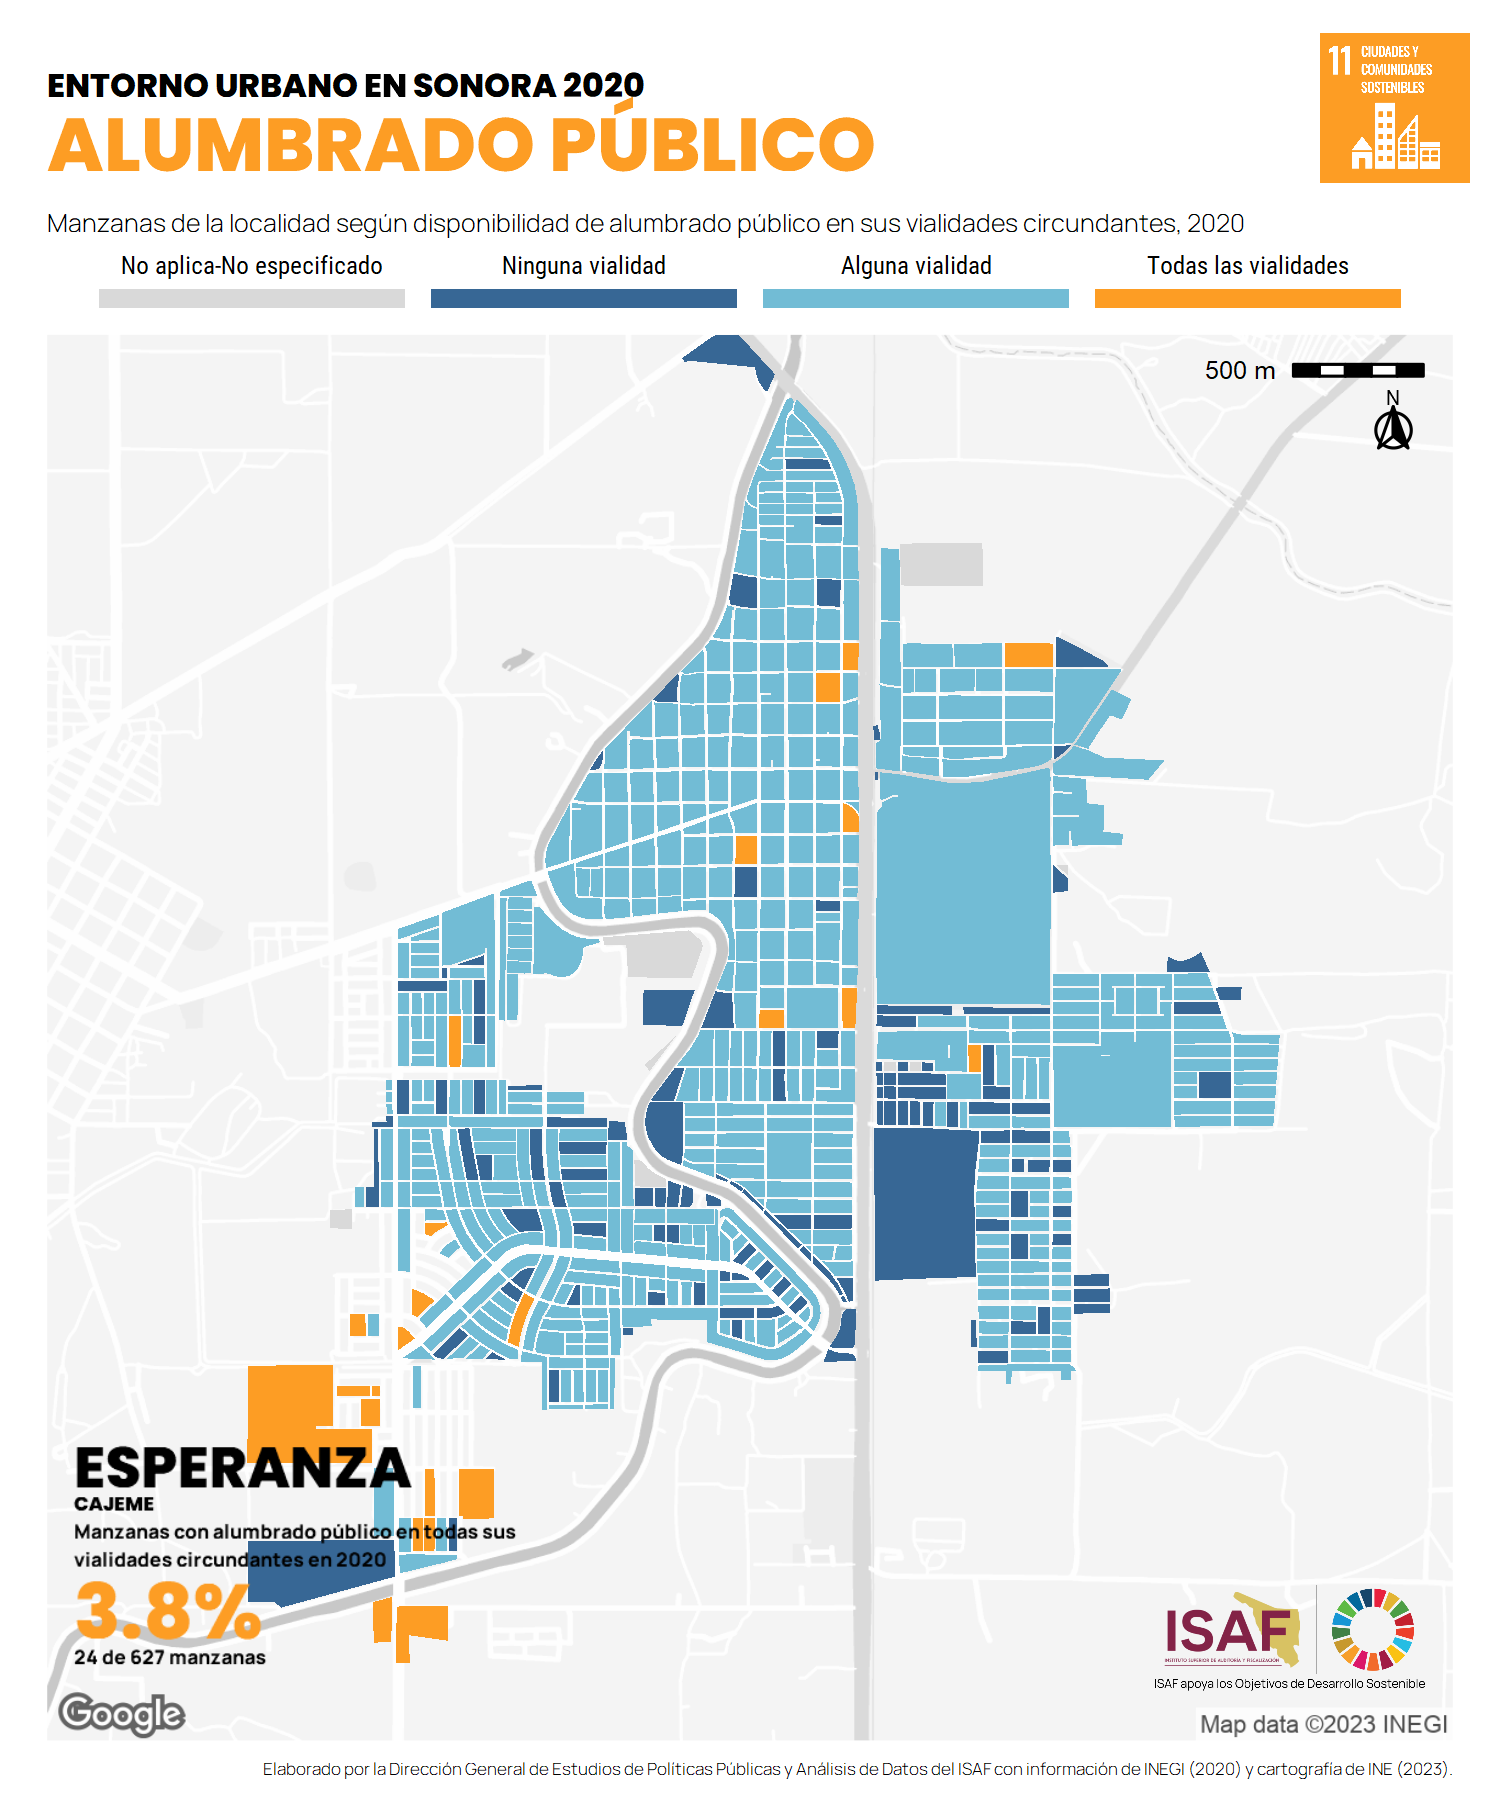 ENTORNO URBANO EN SONORA 2020
ALUMBRADO PÚBLICO
11 CIUDADES Y
COMUNIDADES
SOSTENIBLES
Manzanas de la localidad según disponibilidad de alumbrado público en sus vialidades circundantes, 2020
No aplica-No especificado
Ninguna vialidad
Alguna vialidad
Todas las vialidades
500 m
N
ESPERANZA
CAJEME
Manzanas con alumbrado público en todas sus
vialidades circundantes en 2020
3.8%
24 de 627 manzanas
ISAF
INSTITUTO SUPERIOR DE AUDITORÍA Y FISCALIZACIÓN
ISAF apoya los Objetivos de Desarrollo Sostenible
Google
Map data ©2023 INEGI
Elaborado por la Dirección General de Estudios de Políticas Públicas y Análisis de Datos del ISAF con información de INEGI (2020) y cartografía de INE (2023).